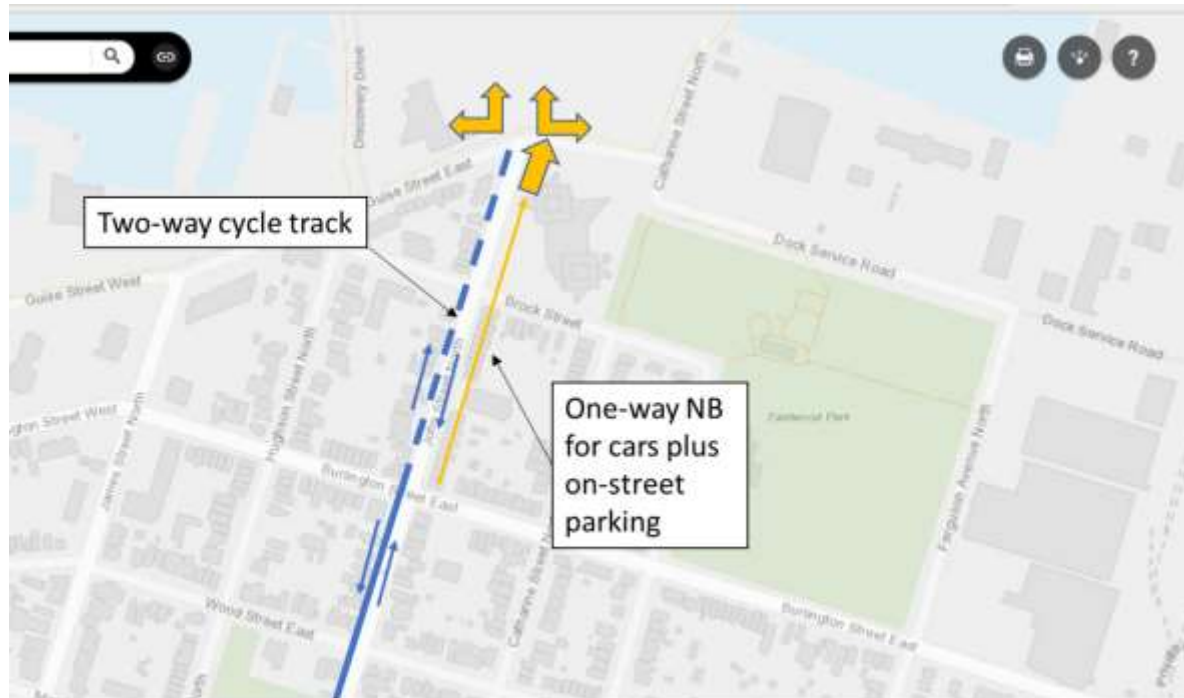 ?
Discovery Drive
Catharine Street North
Guise Street East
Two-way cycle track
Dock Service Road
Guise Street West
Brock Street
Dock Service Road
Hughson Street North
One-way NB
for cars plus
on-street
parking
Eastwood Park
James Street North
Burlington Street East
Ferguson Avenue North
Wood Street East
Burlington Street East